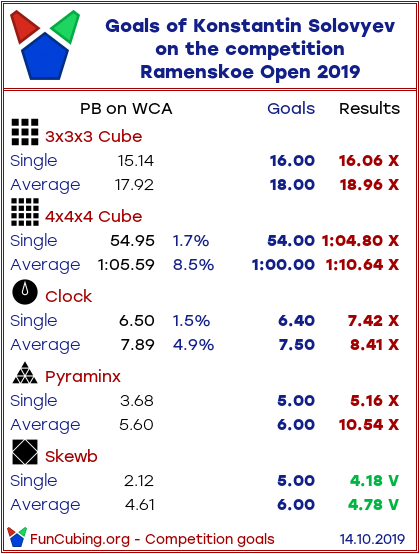 Goals of Konstantin Solovyev
on the competition
Ramenskoe Open 2019
PB on WCA Goals Results
3x3x3 Cube
Single 15.14 16.00 16.06 X
Average 17.92 18.00 18.96 X
4x4x4 Cube
Single 54.95 1.7% 54.00 1:04.80 X
Average 1:05.59 8.5% 1:00.00 1:10.64 X
Clock
Single 6.50 1.5% 6.40 7.42 X
Average 7.89 4.9% 7.50 8.41 X
Pyraminx
Single 3.68 5.00 5.16 X
Average 5.60 6.00 10.54 X
Skewb
Single 2.12 5.00 4.18 V
Average 4.61 6.00 4.78 V
FunCubing.org - Competition goals 14.10.2019